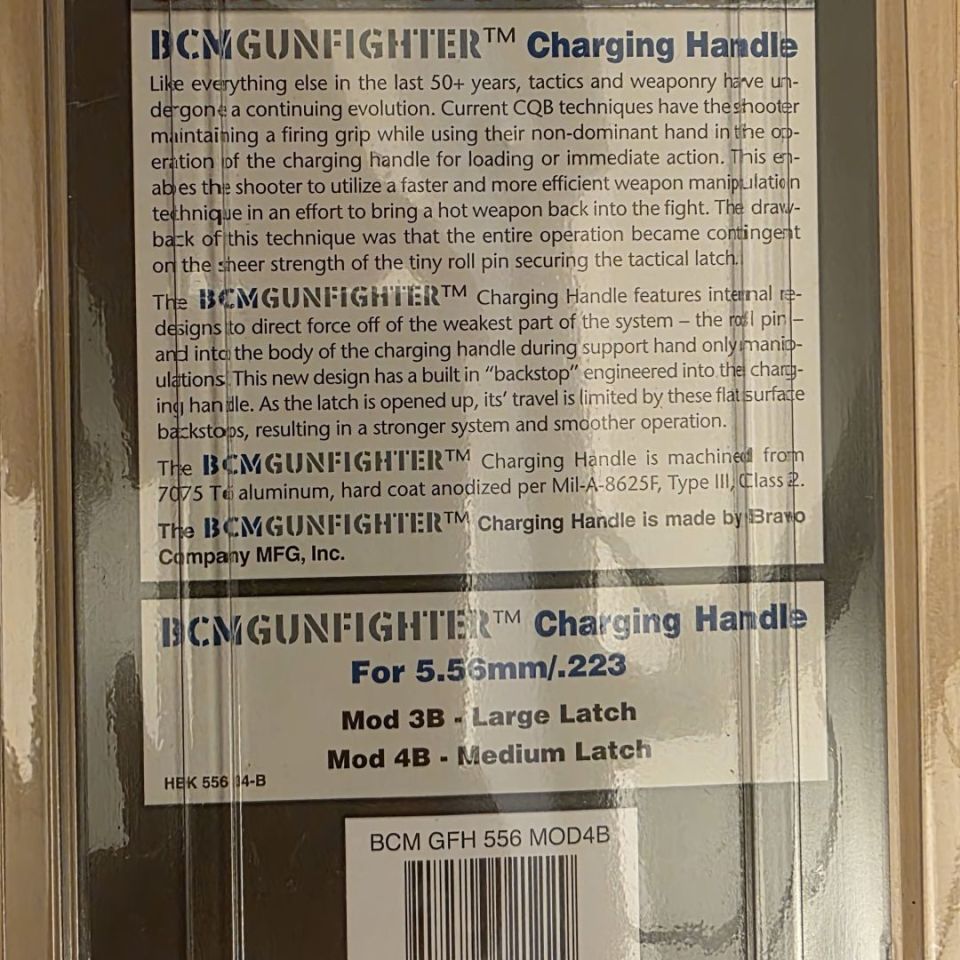 BCMGUNFIGHTER™ Charging Handle
Like everything else in the last 50+ years, tactics and weaponry have un-
dergone a continuing evolution. Current CQB techniques have the shooter
maintaining a firing grip while using their non-dominant hand in the op-
eration of the charging handle for loading or immediate action. This en-
ables the shooter to utilize a faster and more efficient weapon manipulation
technique in an effort to bring a hot weapon back into the fight. The draw-
back of this technique was that the entire operation became contingent
on the sheer strength of the tiny roll pin securing the tactical latch.
The BCMGUNFIGHTER™ Charging Handle features internal re-
designs to direct force off of the weakest part of the system – the roll pin –
and into the body of the charging handle during support hand only manip-
ulations. This new design has a built in “backstop” engineered into the charg-
ing handle. As the latch is opened up, its’ travel is limited by these flat surface
backstops, resulting in a stronger system and smoother operation.
The BCMGUNFIGHTER™ Charging Handle is machined from
7075 T6 aluminum, hard coat anodized per Mil-A-8625F, Type III, Class 2.
The BCMGUNFIGHTER™ Charging Handle is made by Bravo
Company MFG, Inc.
BCMGUNFIGHTER™ Charging Handle
For 5.56mm/.223
Mod 3B - Large Latch
Mod 4B - Medium Latch
556
BCM GFH 556 MOD4B